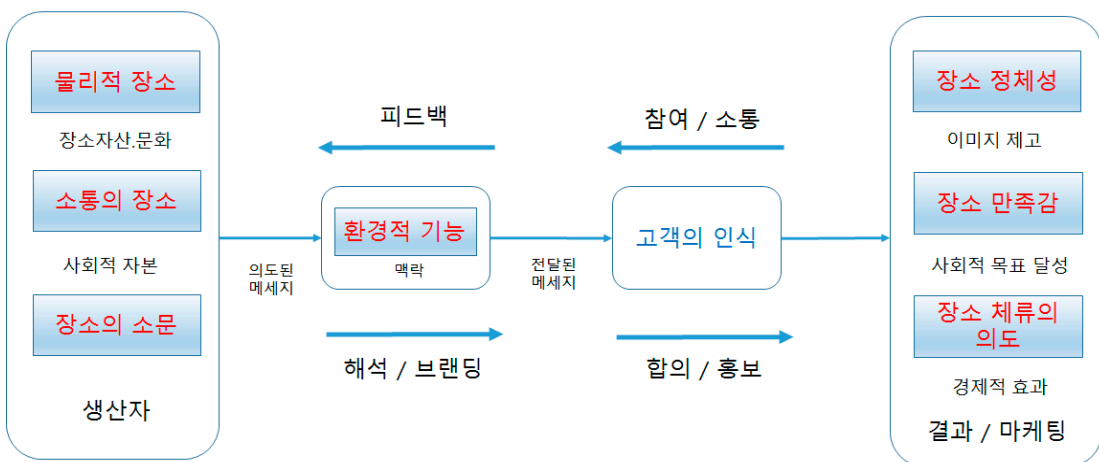 물리적 장소
장소자산.문화
소통의 장소
사회적 자본
장소의 소문
생산자
의도된
메세지
피드백
환경적 기능
맥락
해석 / 브랜딩
전달된
메세지
참여 / 소통
고객의 인식
합의 / 홍보
장소 정체성
이미지 제고
장소 만족감
사회적 목표 달성
장소 체류의
의도
경제적 효과
결과 / 마케팅